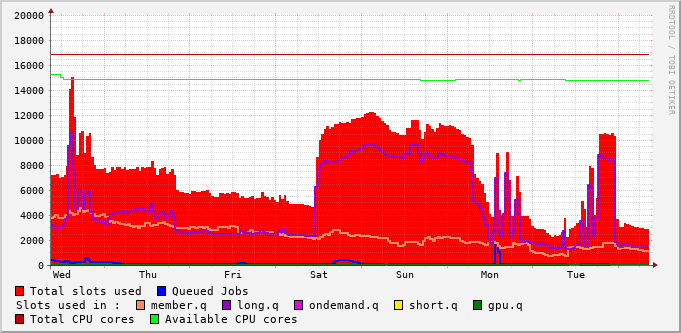 20000
18000
16000
14000
12000
10000
8000
6000
4000
2000
0
Wed Thu Fri Sat Sun Mon Tue
RRDTOOL / TOBI OETIKER
Total slots used Queued Jobs
Slots used in : member.q long.q ondemand.q short.q gpu.q
Total CPU cores Available CPU cores